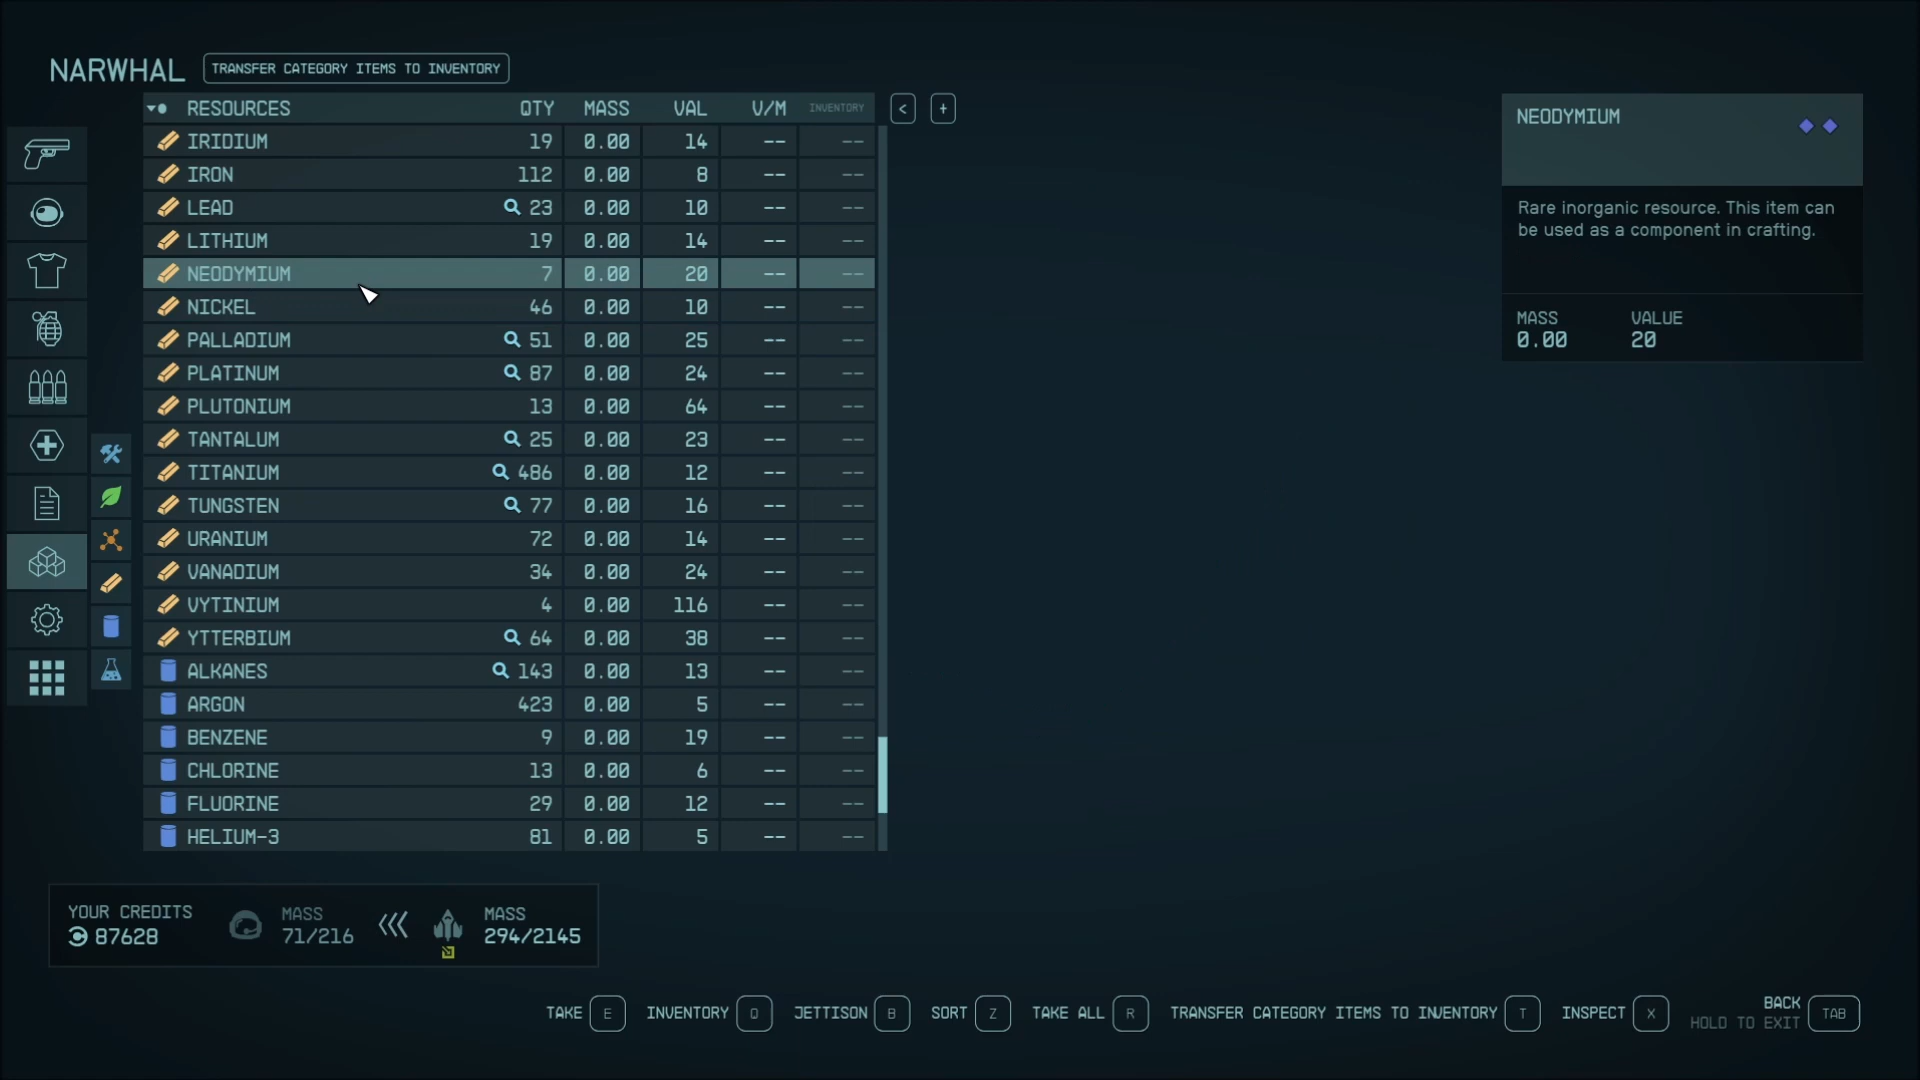 NARWHAL
TRANSFER CATEGORY ITEMS TO INVENTORY
RESOURCES QTY MASS VAL V/M INVENTORY < +
IRIDIUM 19 0.00 14 -- --
IRON 112 0.00 8 -- --
LEAD 23 0.00 10 -- --
LITHIUM 19 0.00 14 -- --
NEODYMIUM 7 0.00 20 -- --
NICKEL 46 0.00 10 -- --
PALLADIUM 51 0.00 25 -- --
PLATINUM 87 0.00 24 -- --
PLUTONIUM 13 0.00 64 -- --
TANTALUM 25 0.00 23 -- --
TITANIUM 486 0.00 12 -- --
TUNGSTEN 77 0.00 16 -- --
URANIUM 72 0.00 14 -- --
VANADIUM 34 0.00 24 -- --
VYTINIUM 4 0.00 116 -- --
YTTERBIUM 64 0.00 38 -- --
ALKANES 143 0.00 13 -- --
ARGON 423 0.00 5 -- --
BENZENE 9 0.00 19 -- --
CHLORINE 13 0.00 6 -- --
FLUORINE 29 0.00 12 -- --
HELIUM-3 81 0.00 5 -- --
NEODYMIUM
Rare inorganic resource. This item can
be used as a component in crafting.
MASS VALUE
0.00 20
YOUR CREDITS
87628
MASS
71/216
MASS
294/2145
TAKE E INVENTORY Q JETTISON B SORT Z TAKE ALL R TRANSFER CATEGORY ITEMS TO INVENTORY T INSPECT X BACK TAB
HOLD TO EXIT